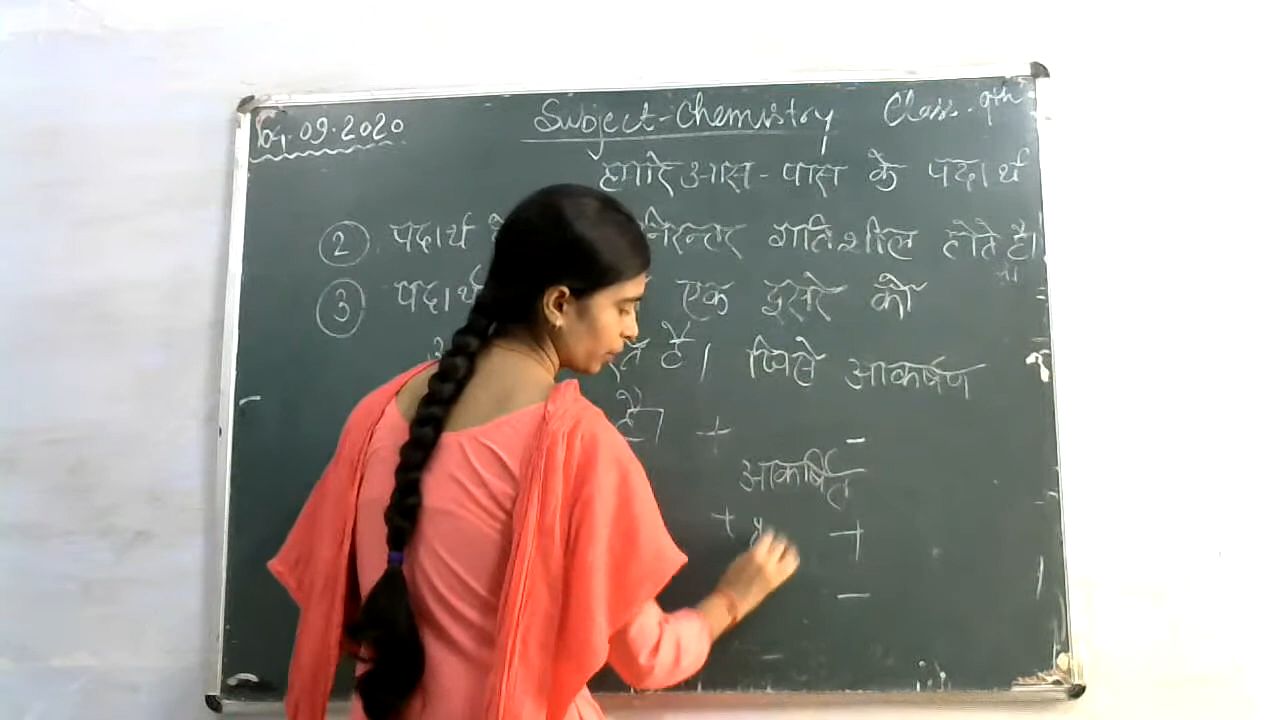 09.2020 Subject-Chemistry Class-9th
हमारे आस-पास के पदार्थ
② पदार्थ निरन्तर गतिशील होते है।
③ पदार्थ एक दूसरे को
है। जिसे आकर्षण
है।
+ -
आकर्षित
+ +
-